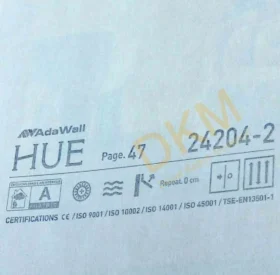 AdaWall
HUE Page. 47 24204-2
DKM
A Repeat. 0 cm.
CERTIFICATIONS CE / ISO 9001 / ISO 10002 / ISO 14001 / ISO 45001 / TSE-EN13501-1